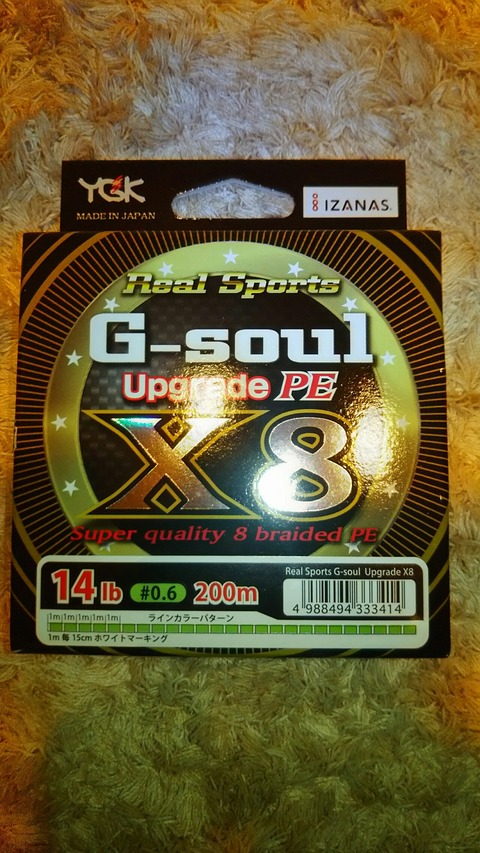 YGK
MADE IN JAPAN
IZANAS.
Real Sports
G-soul
Upgrade PE
X8
Super quality 8 braided PE
14lb #0.6 200m
Real Sports G-soul Upgrade X8
4 988494 333414
1m 1m 1m 1m 1m ラインカラーパターン
1m 毎 15cm ホワイトマーキング